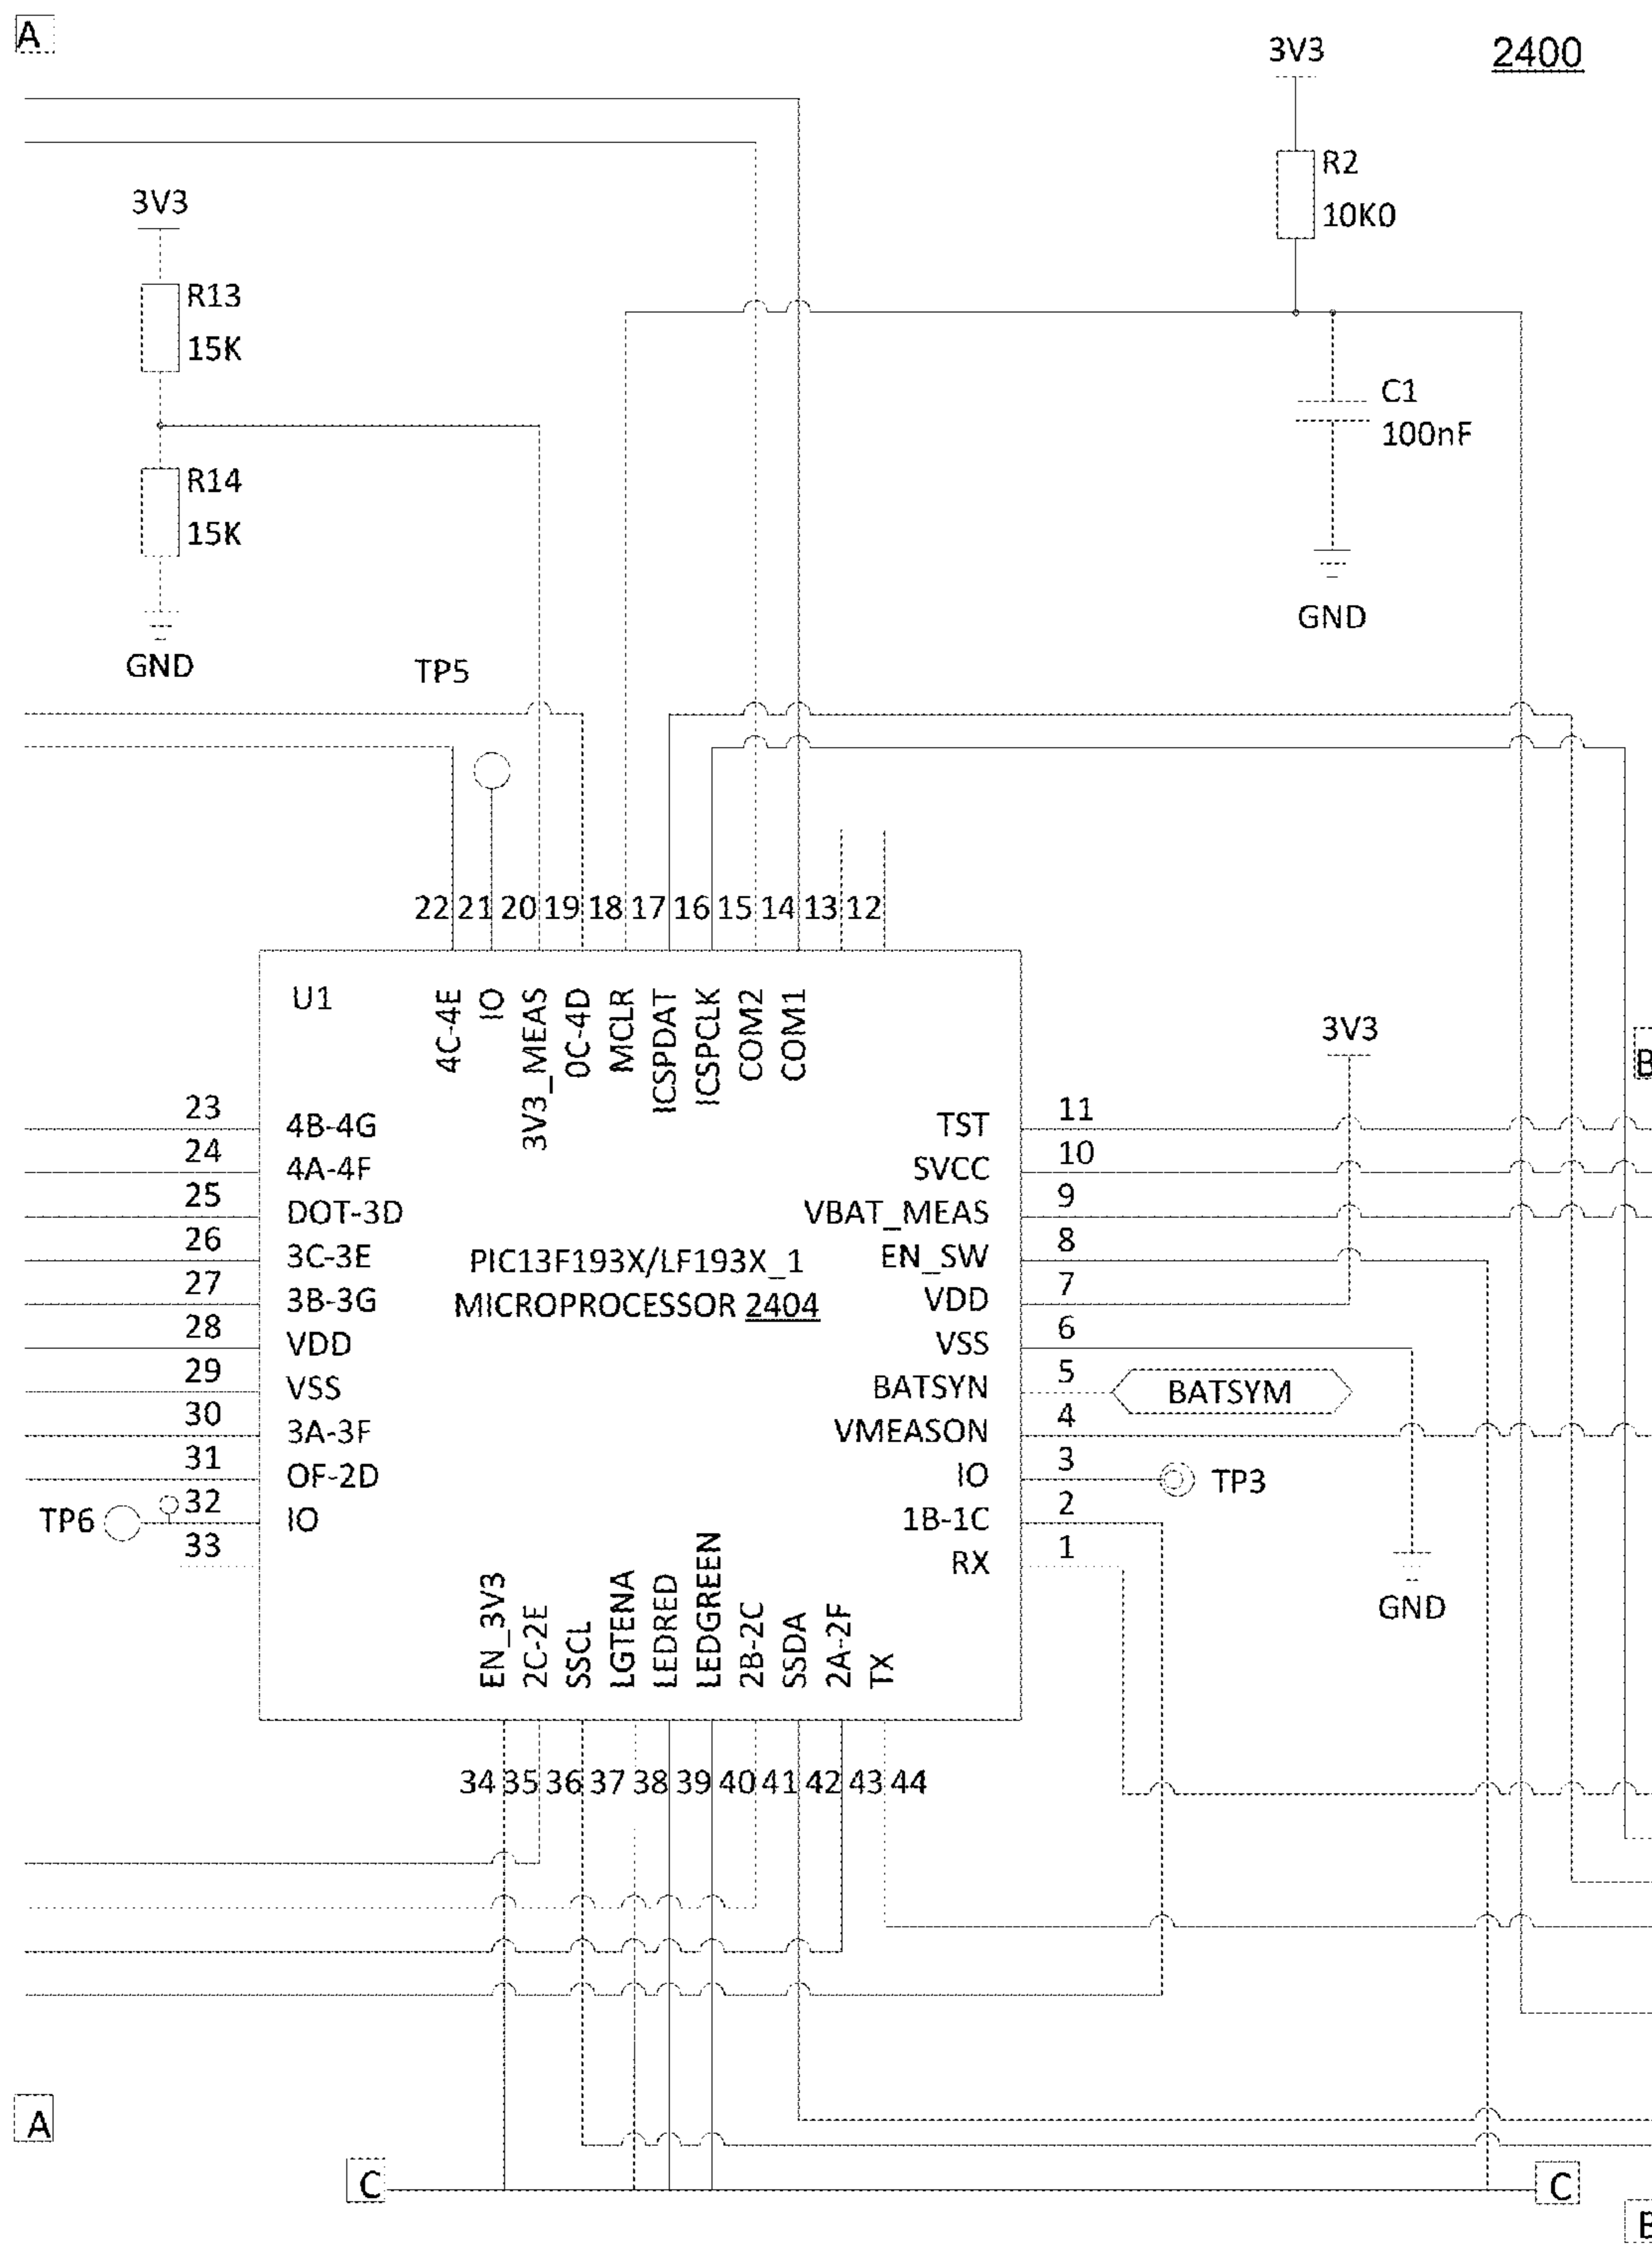 A
2400
3V3
R2
10K0
3V3
R13
15K
C1
100nF
R14
15K
GND
GND
TP5
22 21 20 19 18 17 16 15 14 13 12
U1
4C-4E
IO
3V3_MEAS
0C-4D
MCLR
ICSPDAT
ICSPCLK
COM2
COM1
3V3
B
23 4B-4G
24 4A-4F
25 DOT-3D
26 3C-3E
27 3B-3G
28 VDD
29 VSS
30 3A-3F
31 OF-2D
TP6 32 IO
33
PIC13F193X/LF193X_1
MICROPROCESSOR 2404
TST 11
SVCC 10
VBAT_MEAS 9
EN_SW 8
VDD 7
VSS 6
BATSYN 5 BATSYM
VMEASON 4
IO 3 TP3
1B-1C 2
RX 1
GND
EN_3V3
2C-2E
SSCL
LGTENA
LEDRED
LEDGREEN
2B-2C
SSDA
2A-2F
TX
34 35 36 37 38 39 40 41 42 43 44
A
C
C
B